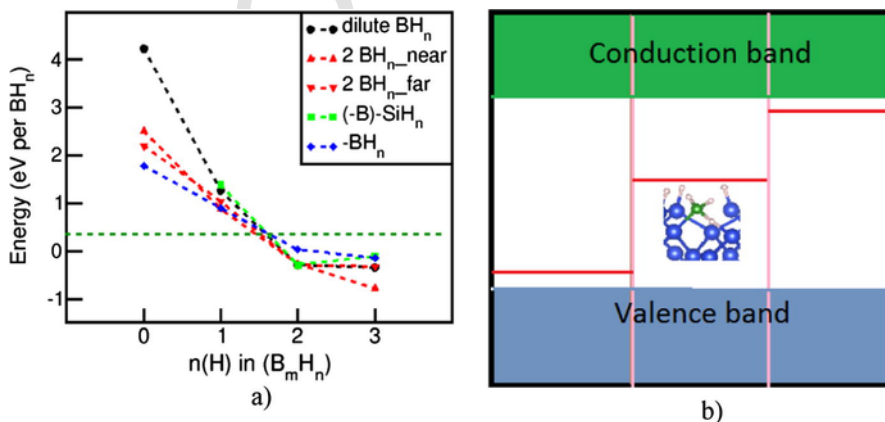 Energy (eV per BHn)
4
3
2
1
0
-1
0 1 2 3
n(H) in (BmHn)
dilute BHn
2 BHn_near
2 BHn_far
(-B)-SiHn
-BHn
a)
Conduction band
Valence band
b)